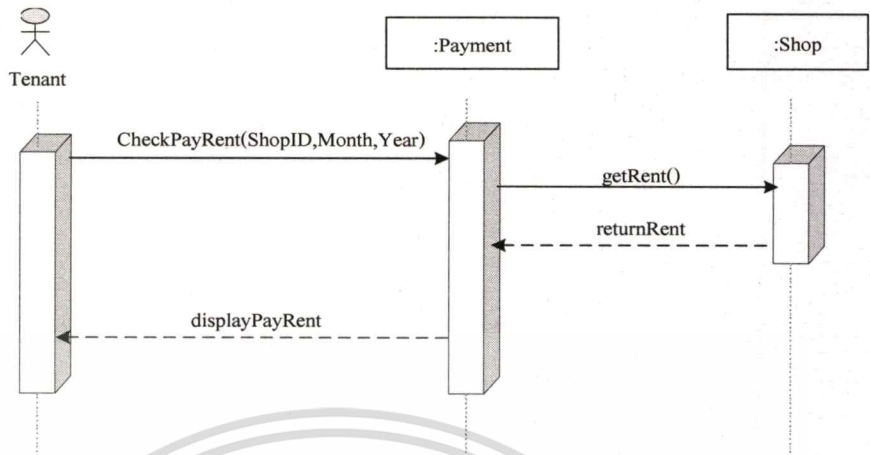 Tenant
:Payment
:Shop
CheckPayRent(ShopID,Month,Year)
getRent()
returnRent
displayPayRent